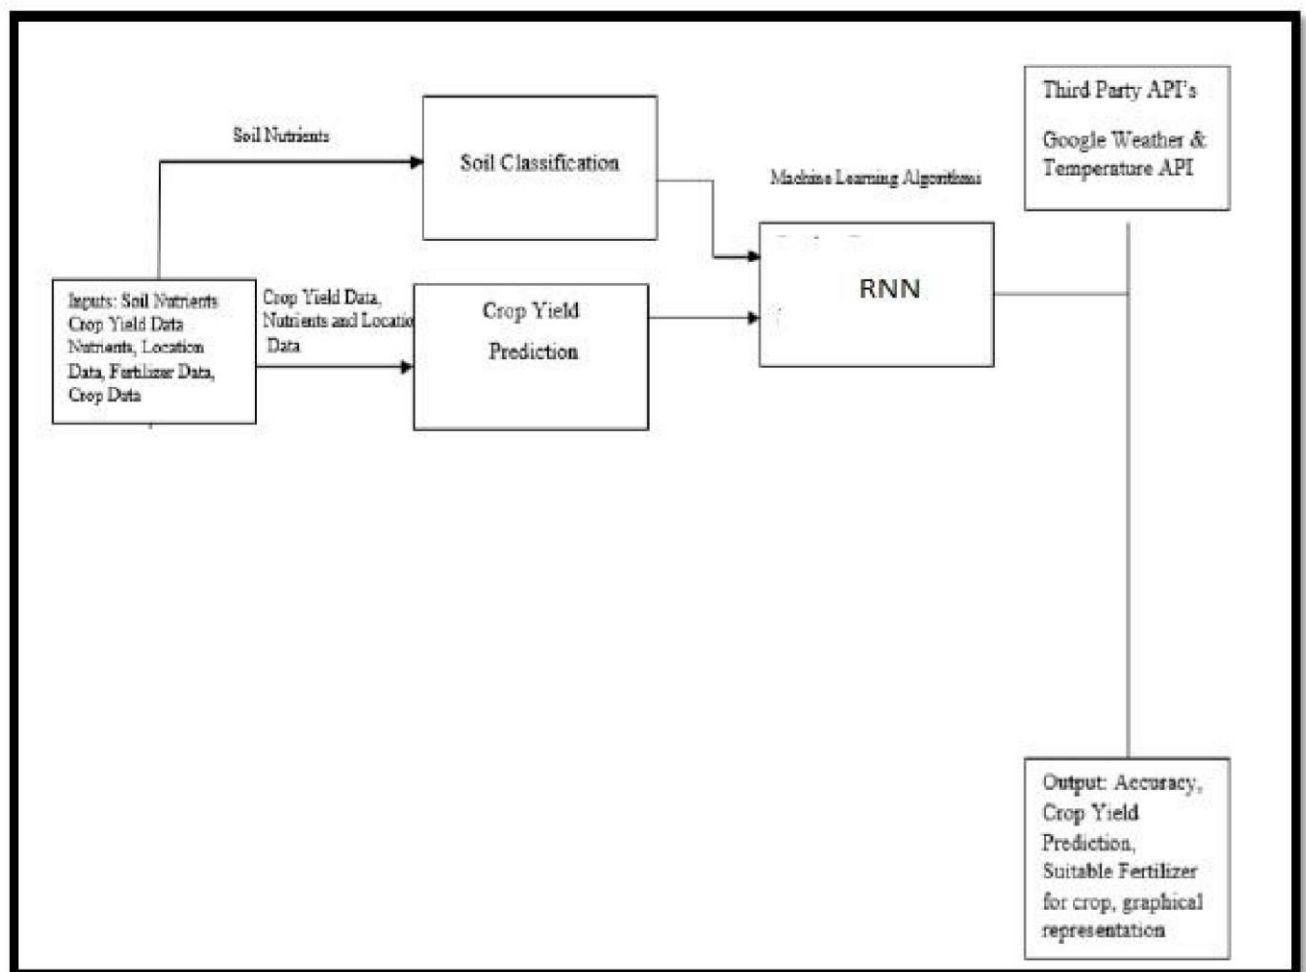 Soil Nutrients
Soil Classification
Machine Learning Algorithms
Third Party API's
Google Weather &
Temperature API
Inputs: Soil Nutrients
Crop Yield Data
Nutrients, Location
Data, Fertilizer Data,
Crop Data
Crop Yield Data,
Nutrients and Locatio
Data
Crop Yield
Prediction
RNN
Output: Accuracy,
Crop Yield
Prediction,
Suitable Fertilizer
for crop, graphical
representation